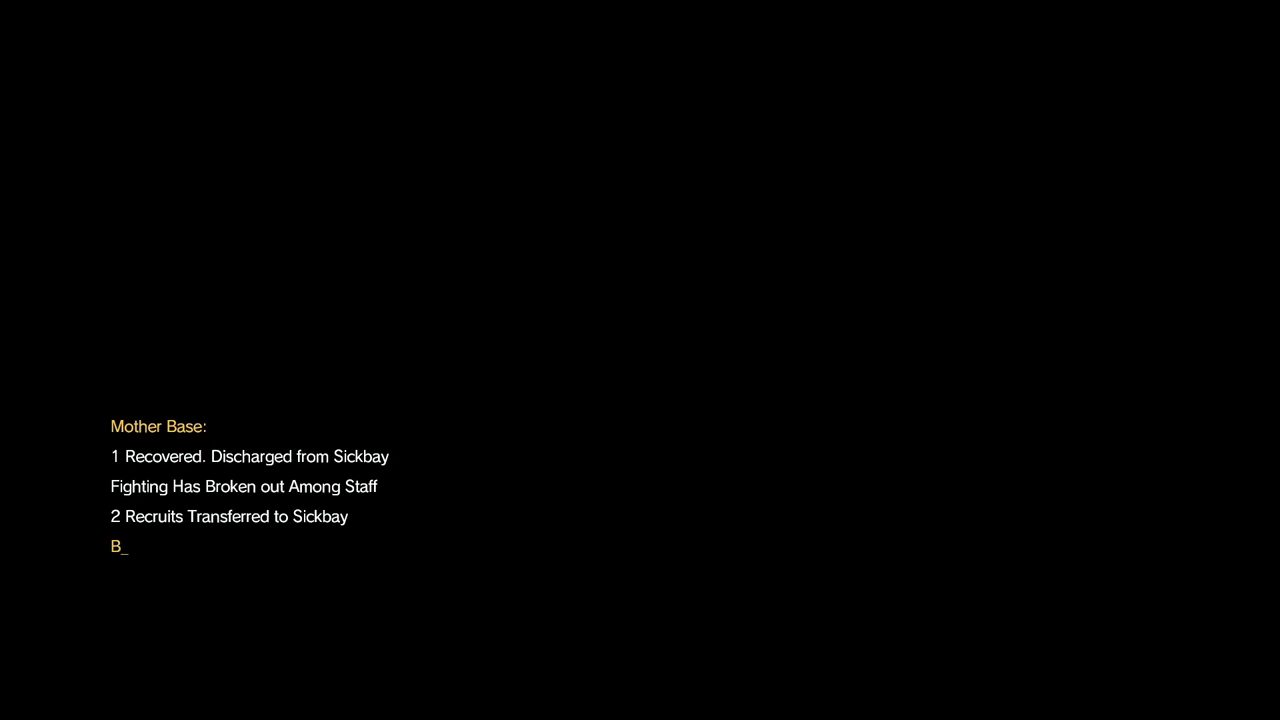 Mother Base:
1 Recovered. Discharged from Sickbay
Fighting Has Broken out Among Staff
2 Recruits Transferred to Sickbay
B_